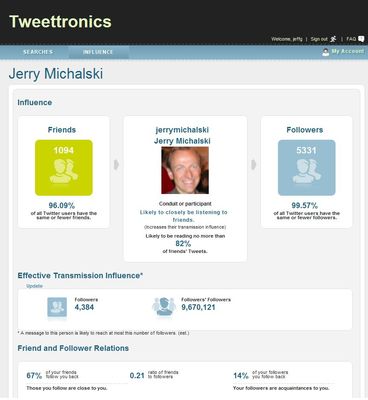 Tweettronics
Welcome, jeffg | Sign out | FAQ
SEARCHES INFLUENCE My Account
Jerry Michalski
Influence
Friends
1094
96.09%
of all Twitter users have the
same or fewer friends.
jerrymichalski
Jerry Michalski
Conduit or participant
Likely to closely be listening to
friends.
(increases their transmission influence)
Likely to be reading no more than
82%
of friends' Tweets.
Followers
5331
99.57%
of all Twitter users have the
same or fewer followers.
Effective Transmission Influence*
Update
Followers
4,384
Followers' Followers
9,670,121
* A message to this person is likely to reach at most this number of followers. (est.)
Friend and Follower Relations
67% of your friends
follow you back
0.21 ratio of friends
to followers
14% of your followers
you follow back
Those you follow are close to you.
Your followers are acquaintances to you.